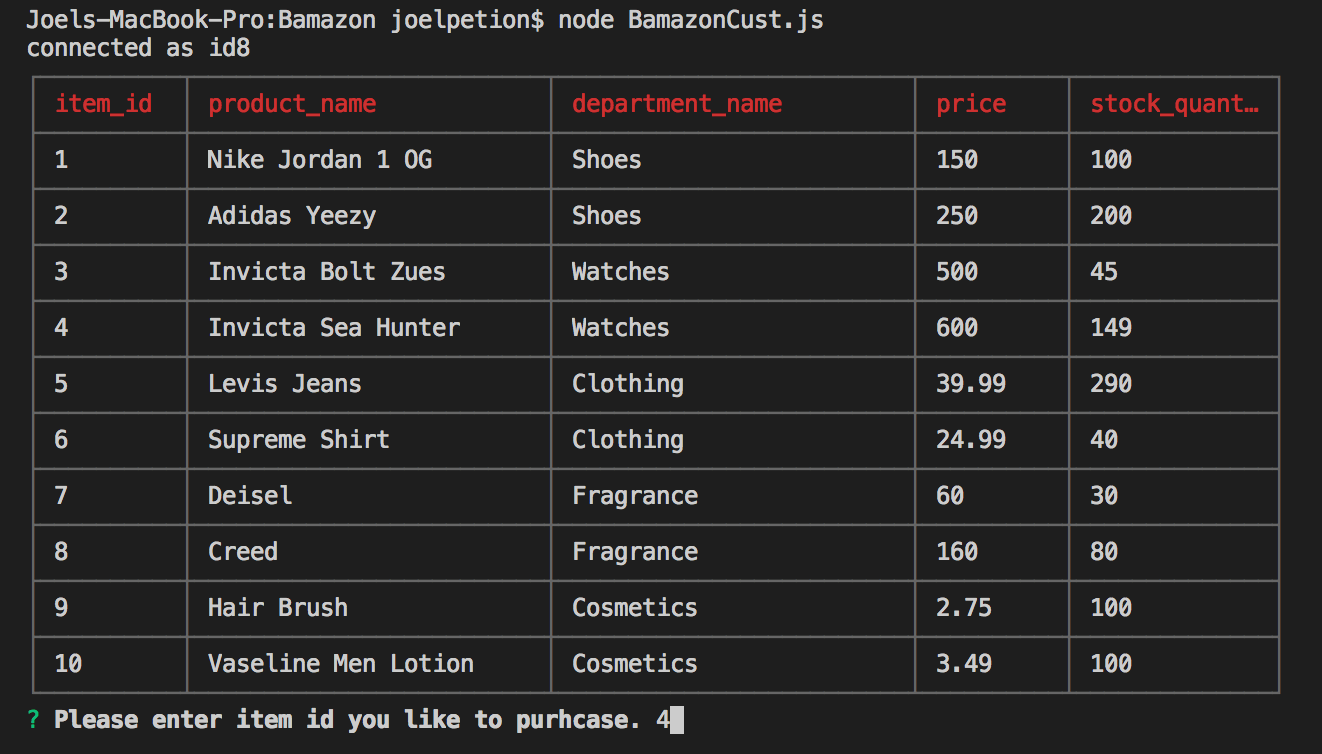 Joels-MacBook-Pro:Bamazon joelpetion$ node BamazonCust.js
connected as id8
item_id product_name department_name price stock_quant…
1 Nike Jordan 1 OG Shoes 150 100
2 Adidas Yeezy Shoes 250 200
3 Invicta Bolt Zues Watches 500 45
4 Invicta Sea Hunter Watches 600 149
5 Levis Jeans Clothing 39.99 290
6 Supreme Shirt Clothing 24.99 40
7 Deisel Fragrance 60 30
8 Creed Fragrance 160 80
9 Hair Brush Cosmetics 2.75 100
10 Vaseline Men Lotion Cosmetics 3.49 100
? Please enter item id you like to purhcase. 4